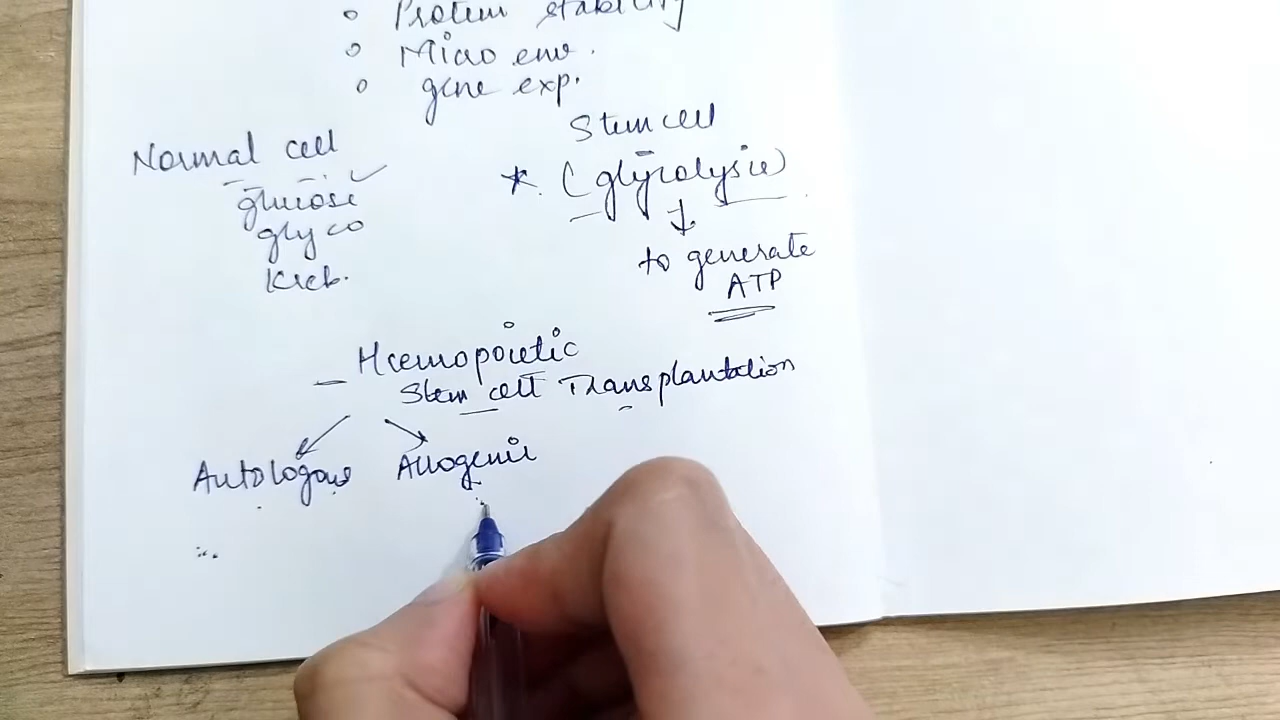 Protein stability
Micro env.
gene exp.
Normal cell
glucose
glyco
Kreb.
Stem cell
* (glycolysis)
to generate
ATP
Haemopoietic
Stem cell Transplantation
Autologous Allogenic